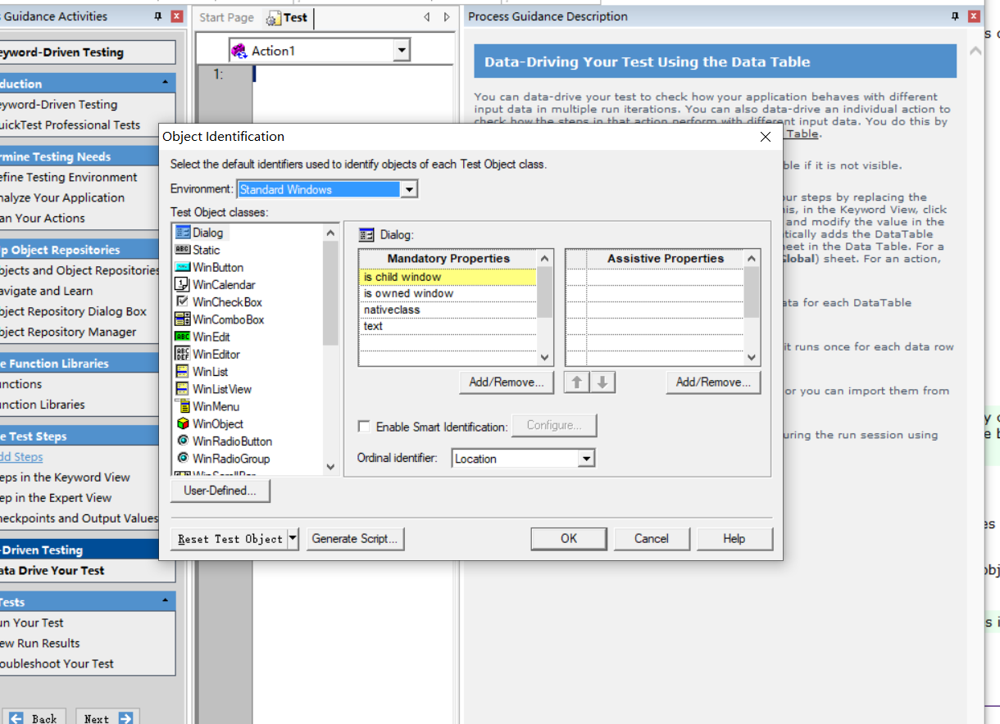 Guidance Activities
Start Page
Test
Process Guidance Description
eyword-Driven Testing
Action1
Data-Driving Your Test Using the Data Table
duction
1:
eyword-Driven Testing
uickTest Professional Tests
You can data-drive your test to check how your application behaves with different
input data in multiple run iterations. You can also data-drive an individual action to
check how the steps in that action perform with different input data. You do this by
Table.
Object Identification
Select the default identifiers used to identify objects of each Test Object class.
Environment: Standard Windows
Test Object classes:
Dialog
Static
WinButton
WinCalendar
WinCheckBox
WinComboBox
WinEdit
WinEditor
WinList
WinListView
WinMenu
WinObject
WinRadioButton
WinRadioGroup
WinScrollBar
User-Defined...
Dialog:
Mandatory Properties
is child window
is owned window
nativeclass
text
Add/Remove...
Assistive Properties
Add/Remove...
Enable Smart Identification:
Configure...
Ordinal identifier: Location
Reset Test Object
Generate Script...
OK
Cancel
Help
rmine Testing Needs
efine Testing Environment
nalyze Your Application
an Your Actions
p Object Repositories
bjects and Object Repositories
avigate and Learn
bject Repository Dialog Box
bject Repository Manager
e Function Libraries
unctions
unction Libraries
e Test Steps
dd Steps
eps in the Keyword View
ep in the Expert View
heckpoints and Output Values
-Driven Testing
ata Drive Your Test
Tests
un Your Test
ew Run Results
oubleshoot Your Test
Back
Next
ble if it is not visible.
our steps by replacing the
his, in the Keyword View, click
and modify the value in the
tically adds the DataTable
heet in the Data Table. For a
Global) sheet. For an action,
ata for each DataTable
it runs once for each data row
or you can import them from
uring the run session using